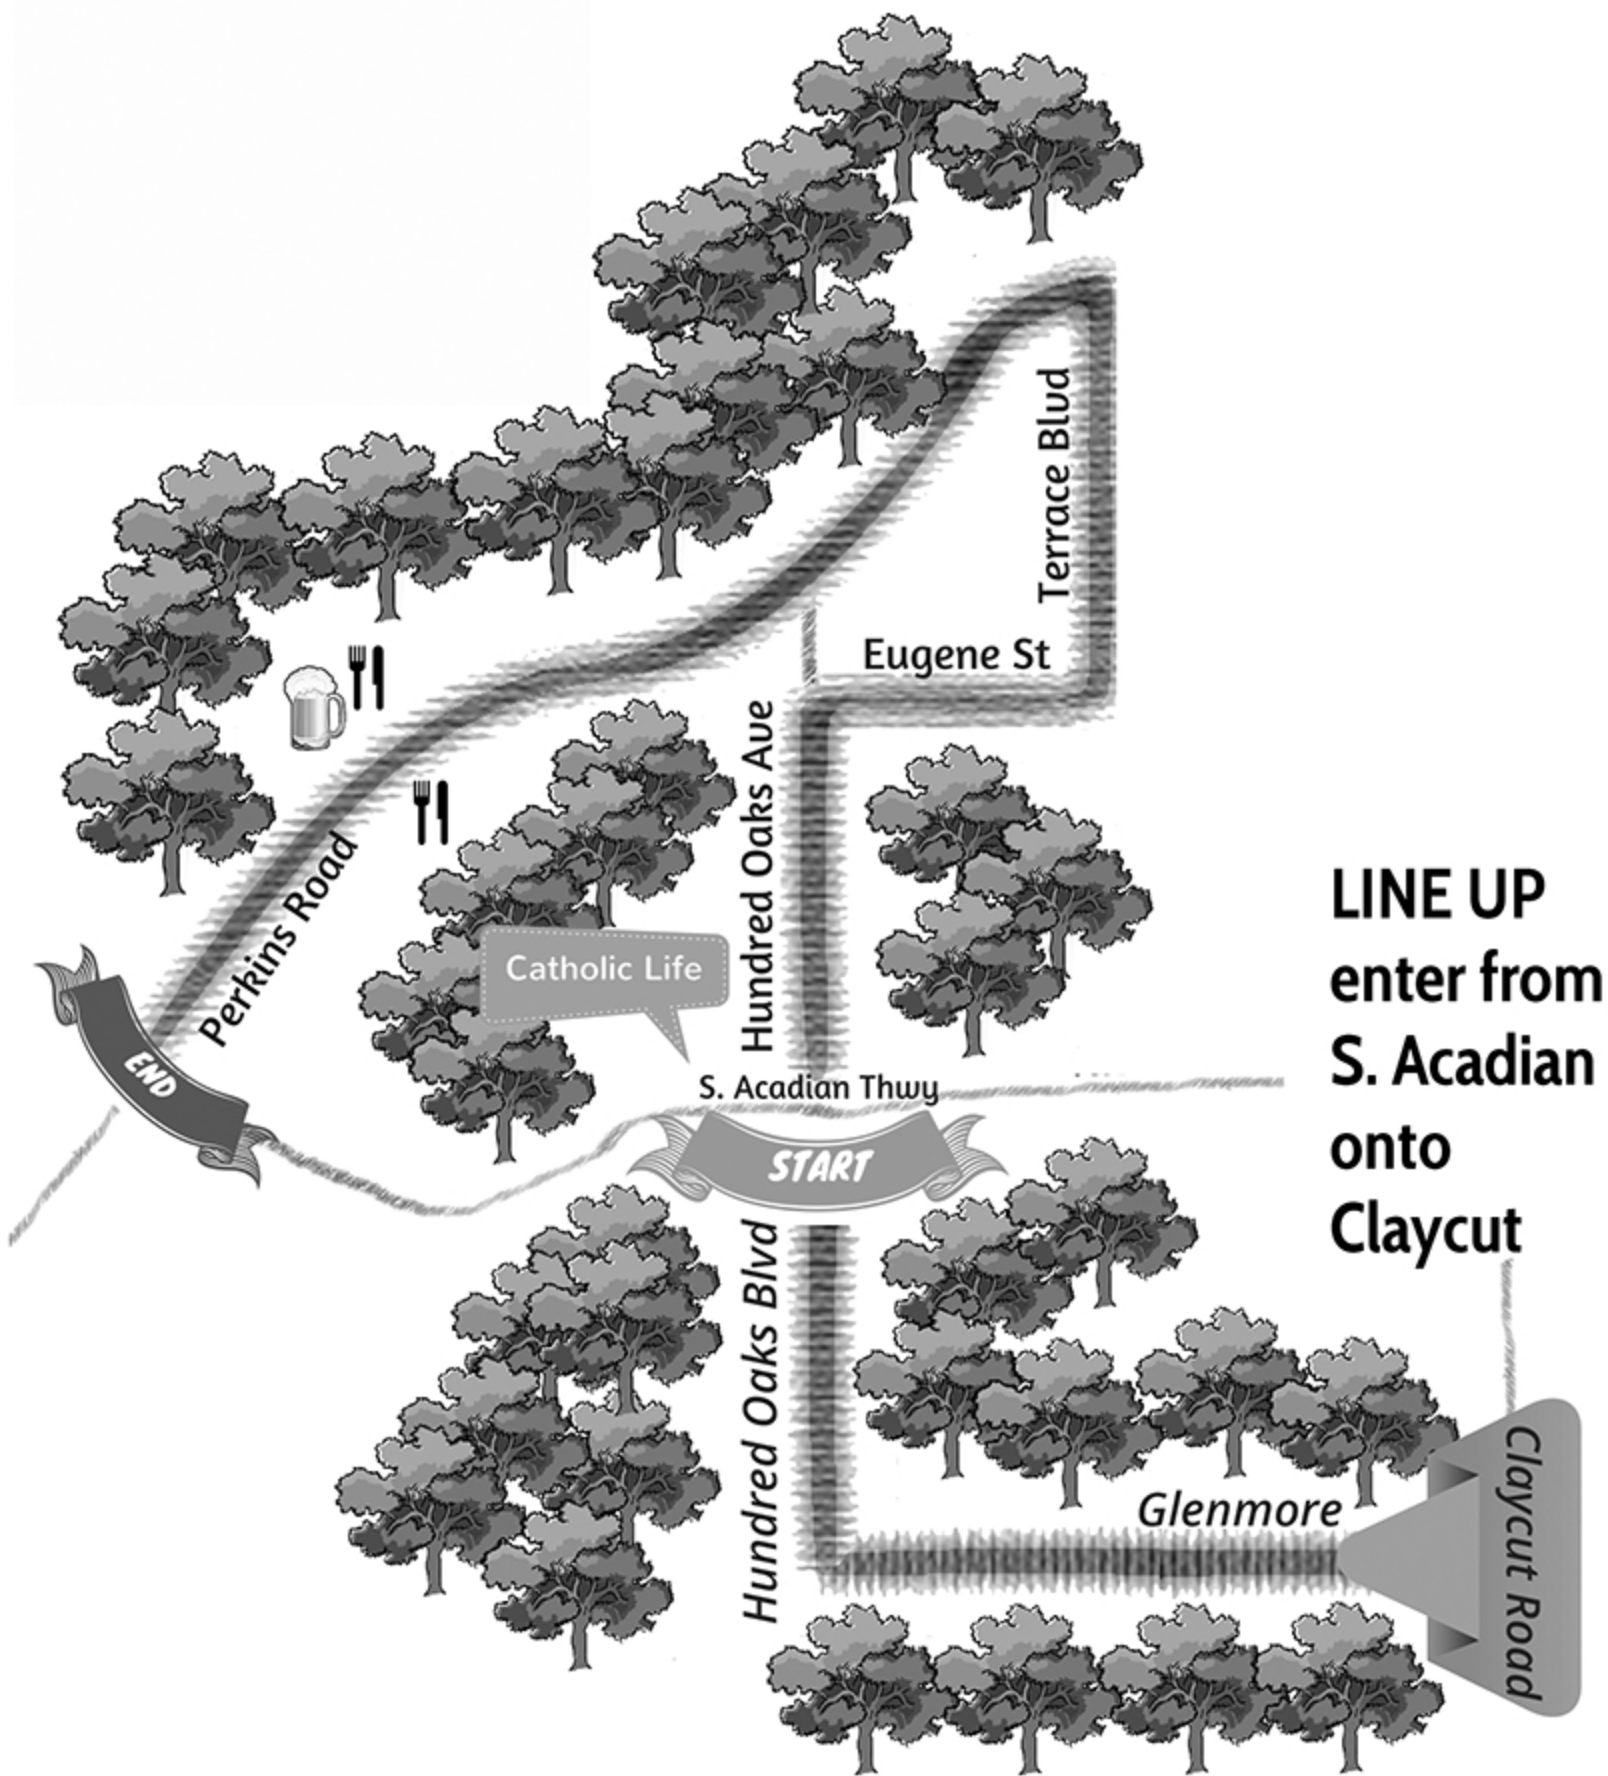 Terrace Blvd
Eugene St
Hundred Oaks Ave
Perkins Road
Catholic Life
END
S. Acadian Thwy
START
LINE UP
enter from
S. Acadian
onto
Claycut
Hundred Oaks Blvd
Glenmore
Claycut Road